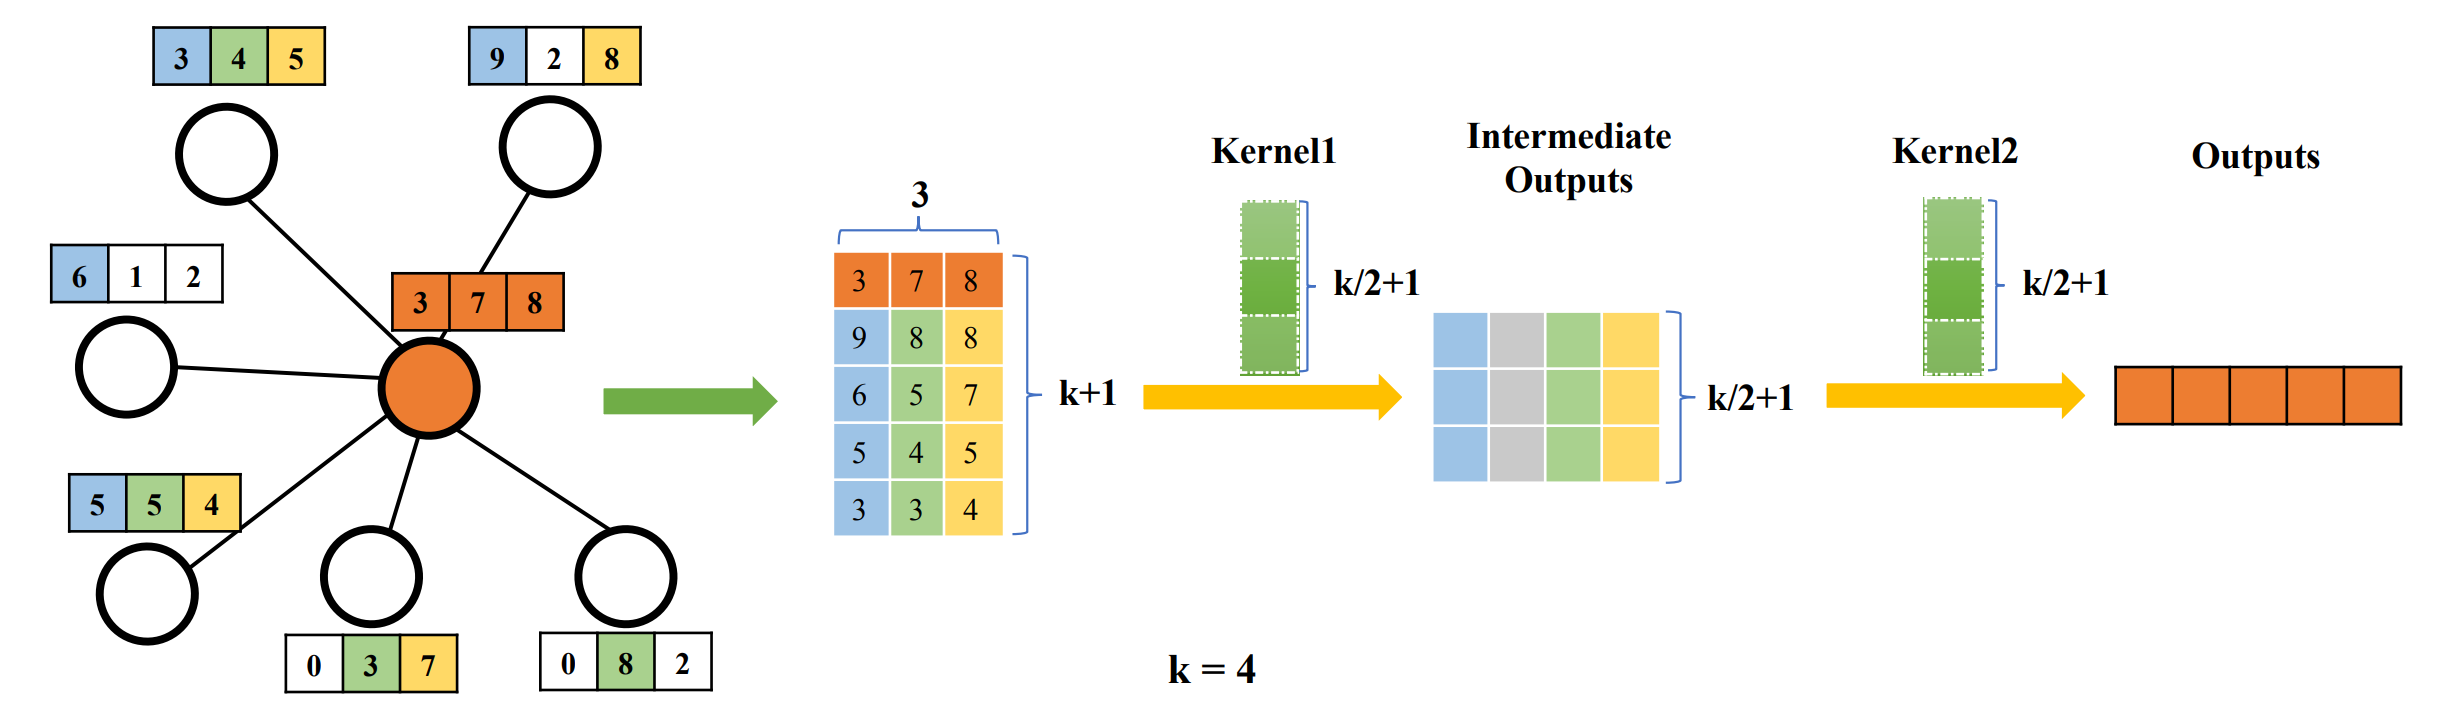 3 4 5
9 2 8
6 1 2
3 7 8
5 5 4
0 3 7
0 8 2
3
3 7 8
9 8 8
6 5 7
5 4 5
3 3 4
k+1
Kernel1
k/2+1
Intermediate
Outputs
k/2+1
Kernel2
k/2+1
Outputs
k = 4